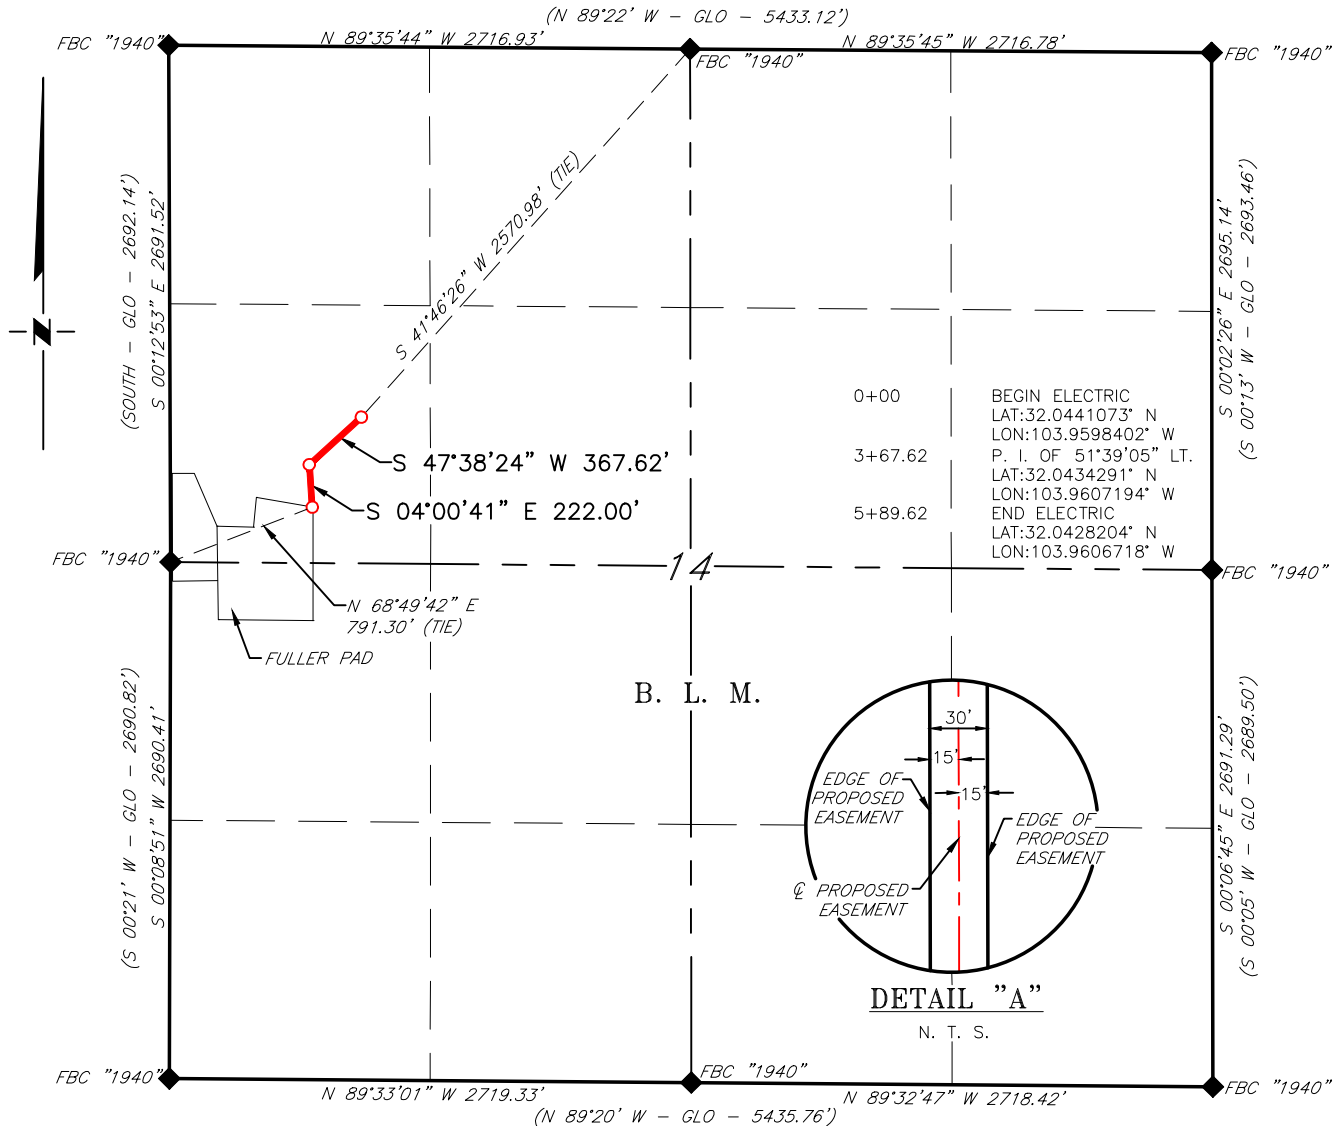 (N 89°22' W - GLO - 5433.12')
FBC "1940"
N 89°35'44" W 2716.93'
FBC "1940"
N 89°35'45" W 2716.78'
FBC "1940"
(SOUTH - GLO - 2692.14')
S 00°12'53" E 2691.52'
S 41°46'26" W 2570.98' (TIE)
S 00°02'26" E 2695.14'
(S 00°13' W - GLO - 2693.46')
N
0+00 BEGIN ELECTRIC
LAT:32.0441073° N
LON:103.9598402° W
3+67.62 P. I. OF 51°39'05" LT.
LAT:32.0434291° N
LON:103.9607194° W
5+89.62 END ELECTRIC
LAT:32.0428204° N
LON:103.9606718° W
S 47°38'24" W 367.62'
S 04°00'41" E 222.00'
FBC "1940"
14
FBC "1940"
N 68°49'42" E
791.30' (TIE)
FULLER PAD
B. L. M.
(S 00°21' W - GLO - 2690.82')
S 00°08'51" W 2690.41'
30'
15'
15'
EDGE OF
PROPOSED
EASEMENT
EDGE OF
PROPOSED
EASEMENT
℄ PROPOSED
EASEMENT
DETAIL "A"
N. T. S.
S 00°06'45" E 2691.29'
(S 00°05' W - GLO - 2689.50')
FBC "1940"
N 89°33'01" W 2719.33'
FBC "1940"
N 89°32'47" W 2718.42'
FBC "1940"
(N 89°20' W - GLO - 5435.76')